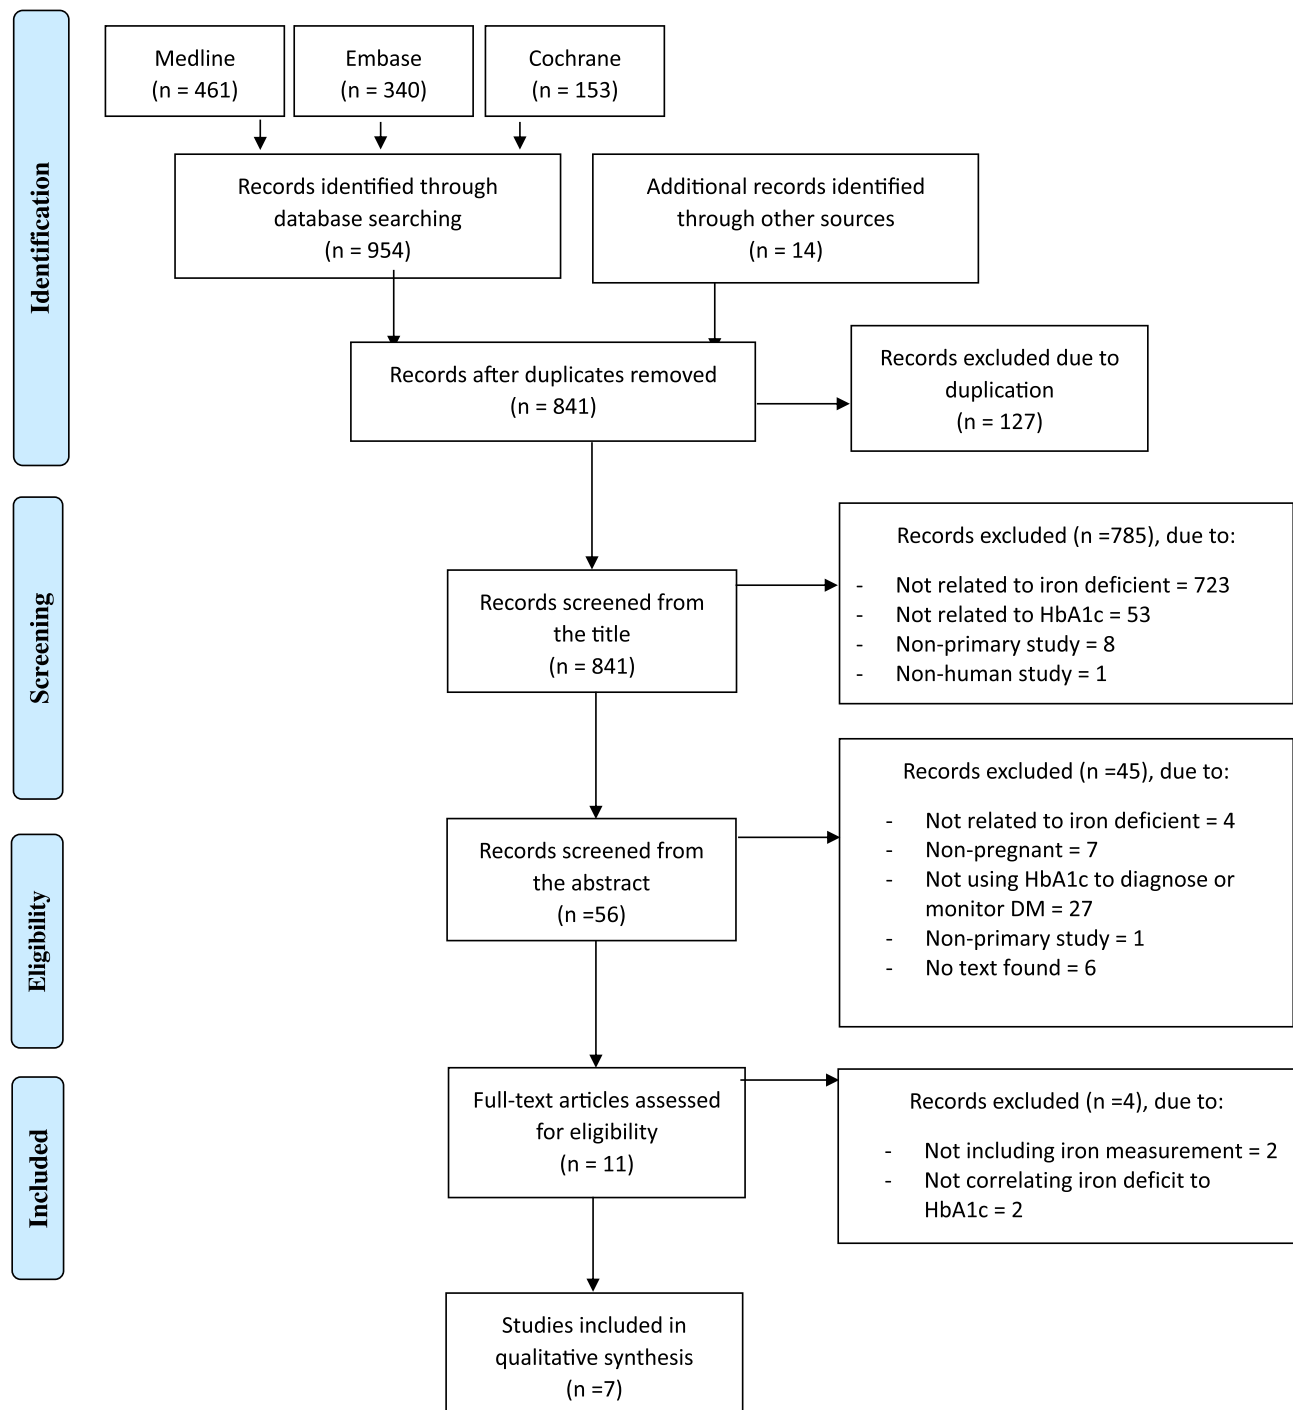 Identification
Medline
(n = 461)
Embase
(n = 340)
Cochrane
(n = 153)
Records identified through
database searching
(n = 954)
Additional records identified
through other sources
(n = 14)
Records after duplicates removed
(n = 841)
Records excluded due to
duplication
(n = 127)
Screening
Records screened from
the title
(n = 841)
Records excluded (n =785), due to:
- Not related to iron deficient = 723
- Not related to HbA1c = 53
- Non-primary study = 8
- Non-human study = 1
Eligibility
Records screened from
the abstract
(n =56)
Records excluded (n =45), due to:
- Not related to iron deficient = 4
- Non-pregnant = 7
- Not using HbA1c to diagnose or
monitor DM = 27
- Non-primary study = 1
- No text found = 6
Included
Full-text articles assessed
for eligibility
(n = 11)
Records excluded (n =4), due to:
- Not including iron measurement = 2
- Not correlating iron deficit to
HbA1c = 2
Studies included in
qualitative synthesis
(n =7)